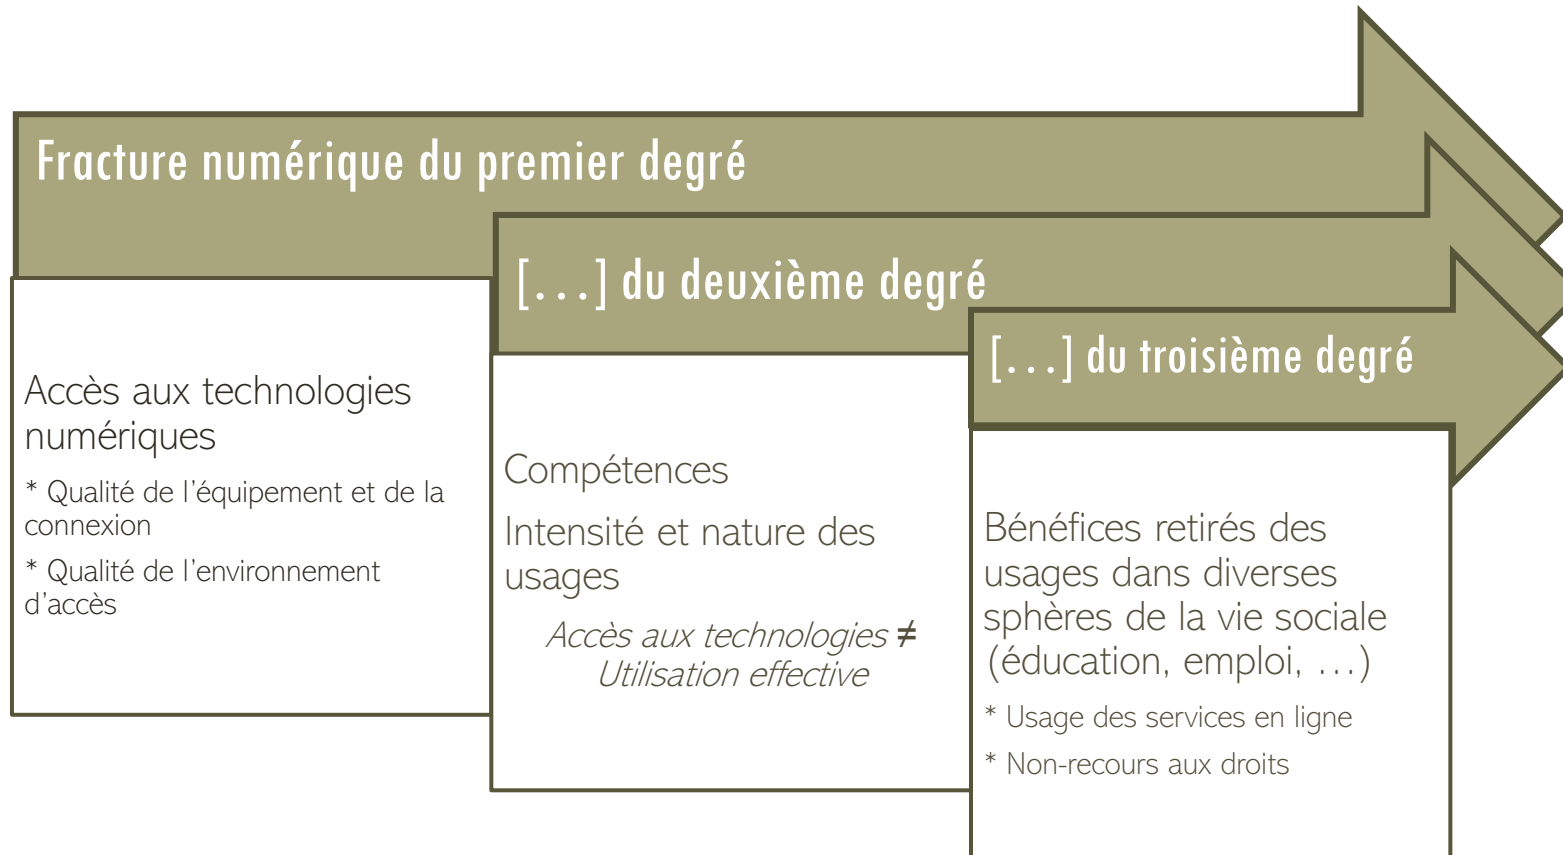 Fracture numérique du premier degré
Accès aux technologies
numériques
* Qualité de l’équipement et de la
connexion
* Qualité de l’environnement
d’accès
[...] du deuxième degré
Compétences
Intensité et nature des
usages
Accès aux technologies ≠
Utilisation effective
[...] du troisième degré
Bénéfices retirés des
usages dans diverses
sphères de la vie sociale
(éducation, emploi, ...)
* Usage des services en ligne
* Non-recours aux droits